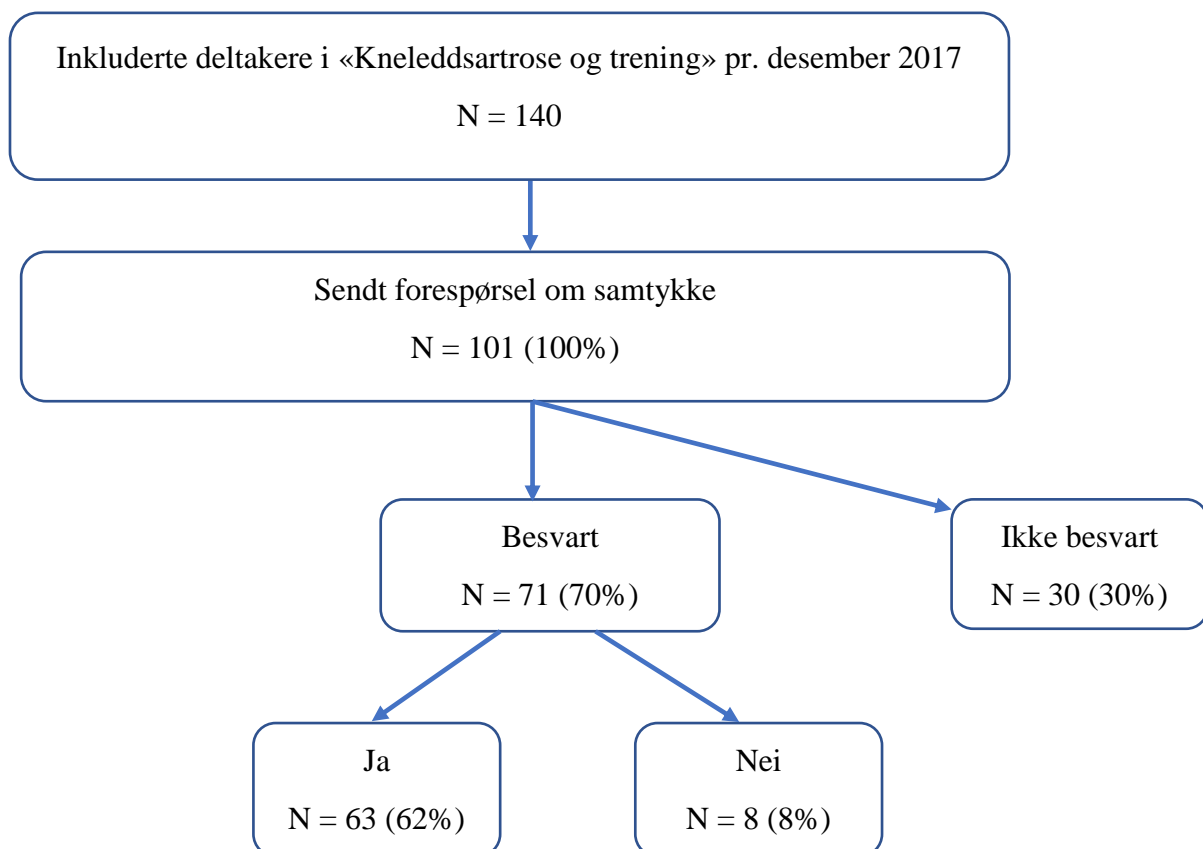 Inkluderte deltakere i «Kneleddsartrose og trening» pr. desember 2017
N = 140
Sendt forespørsel om samtykke
N = 101 (100%)
Besvart
N = 71 (70%)
Ikke besvart
N = 30 (30%)
Ja
N = 63 (62%)
Nei
N = 8 (8%)